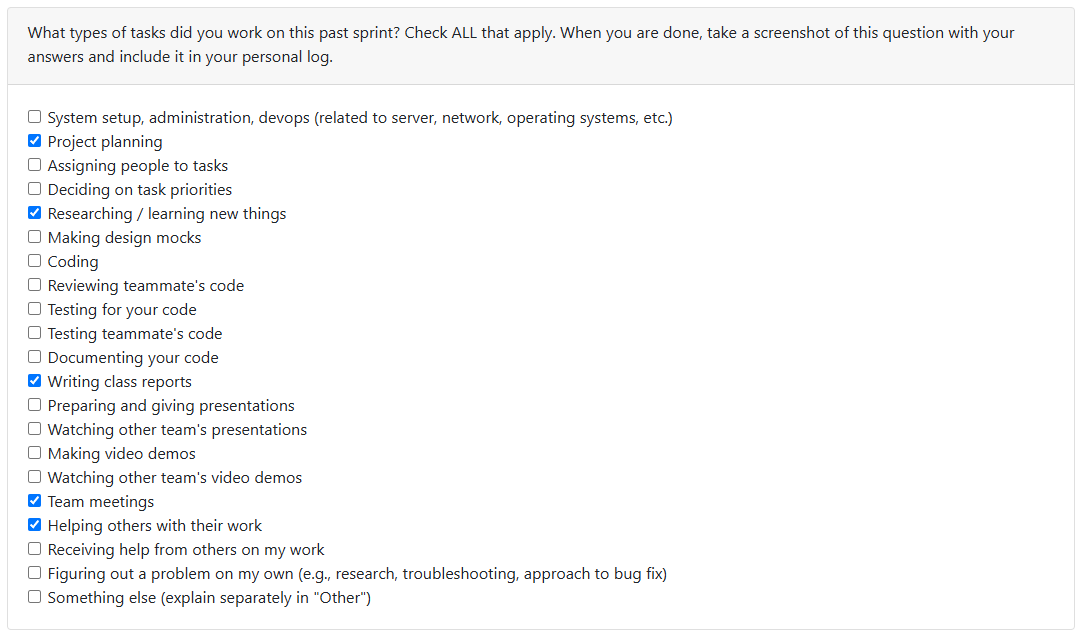 What types of tasks did you work on this past sprint? Check ALL that apply. When you are done, take a screenshot of this question with your
answers and include it in your personal log.
System setup, administration, devops (related to server, network, operating systems, etc.)
Project planning
Assigning people to tasks
Deciding on task priorities
Researching / learning new things
Making design mocks
Coding
Reviewing teammate's code
Testing for your code
Testing teammate's code
Documenting your code
Writing class reports
Preparing and giving presentations
Watching other team's presentations
Making video demos
Watching other team's video demos
Team meetings
Helping others with their work
Receiving help from others on my work
Figuring out a problem on my own (e.g., research, troubleshooting, approach to bug fix)
Something else (explain separately in "Other")